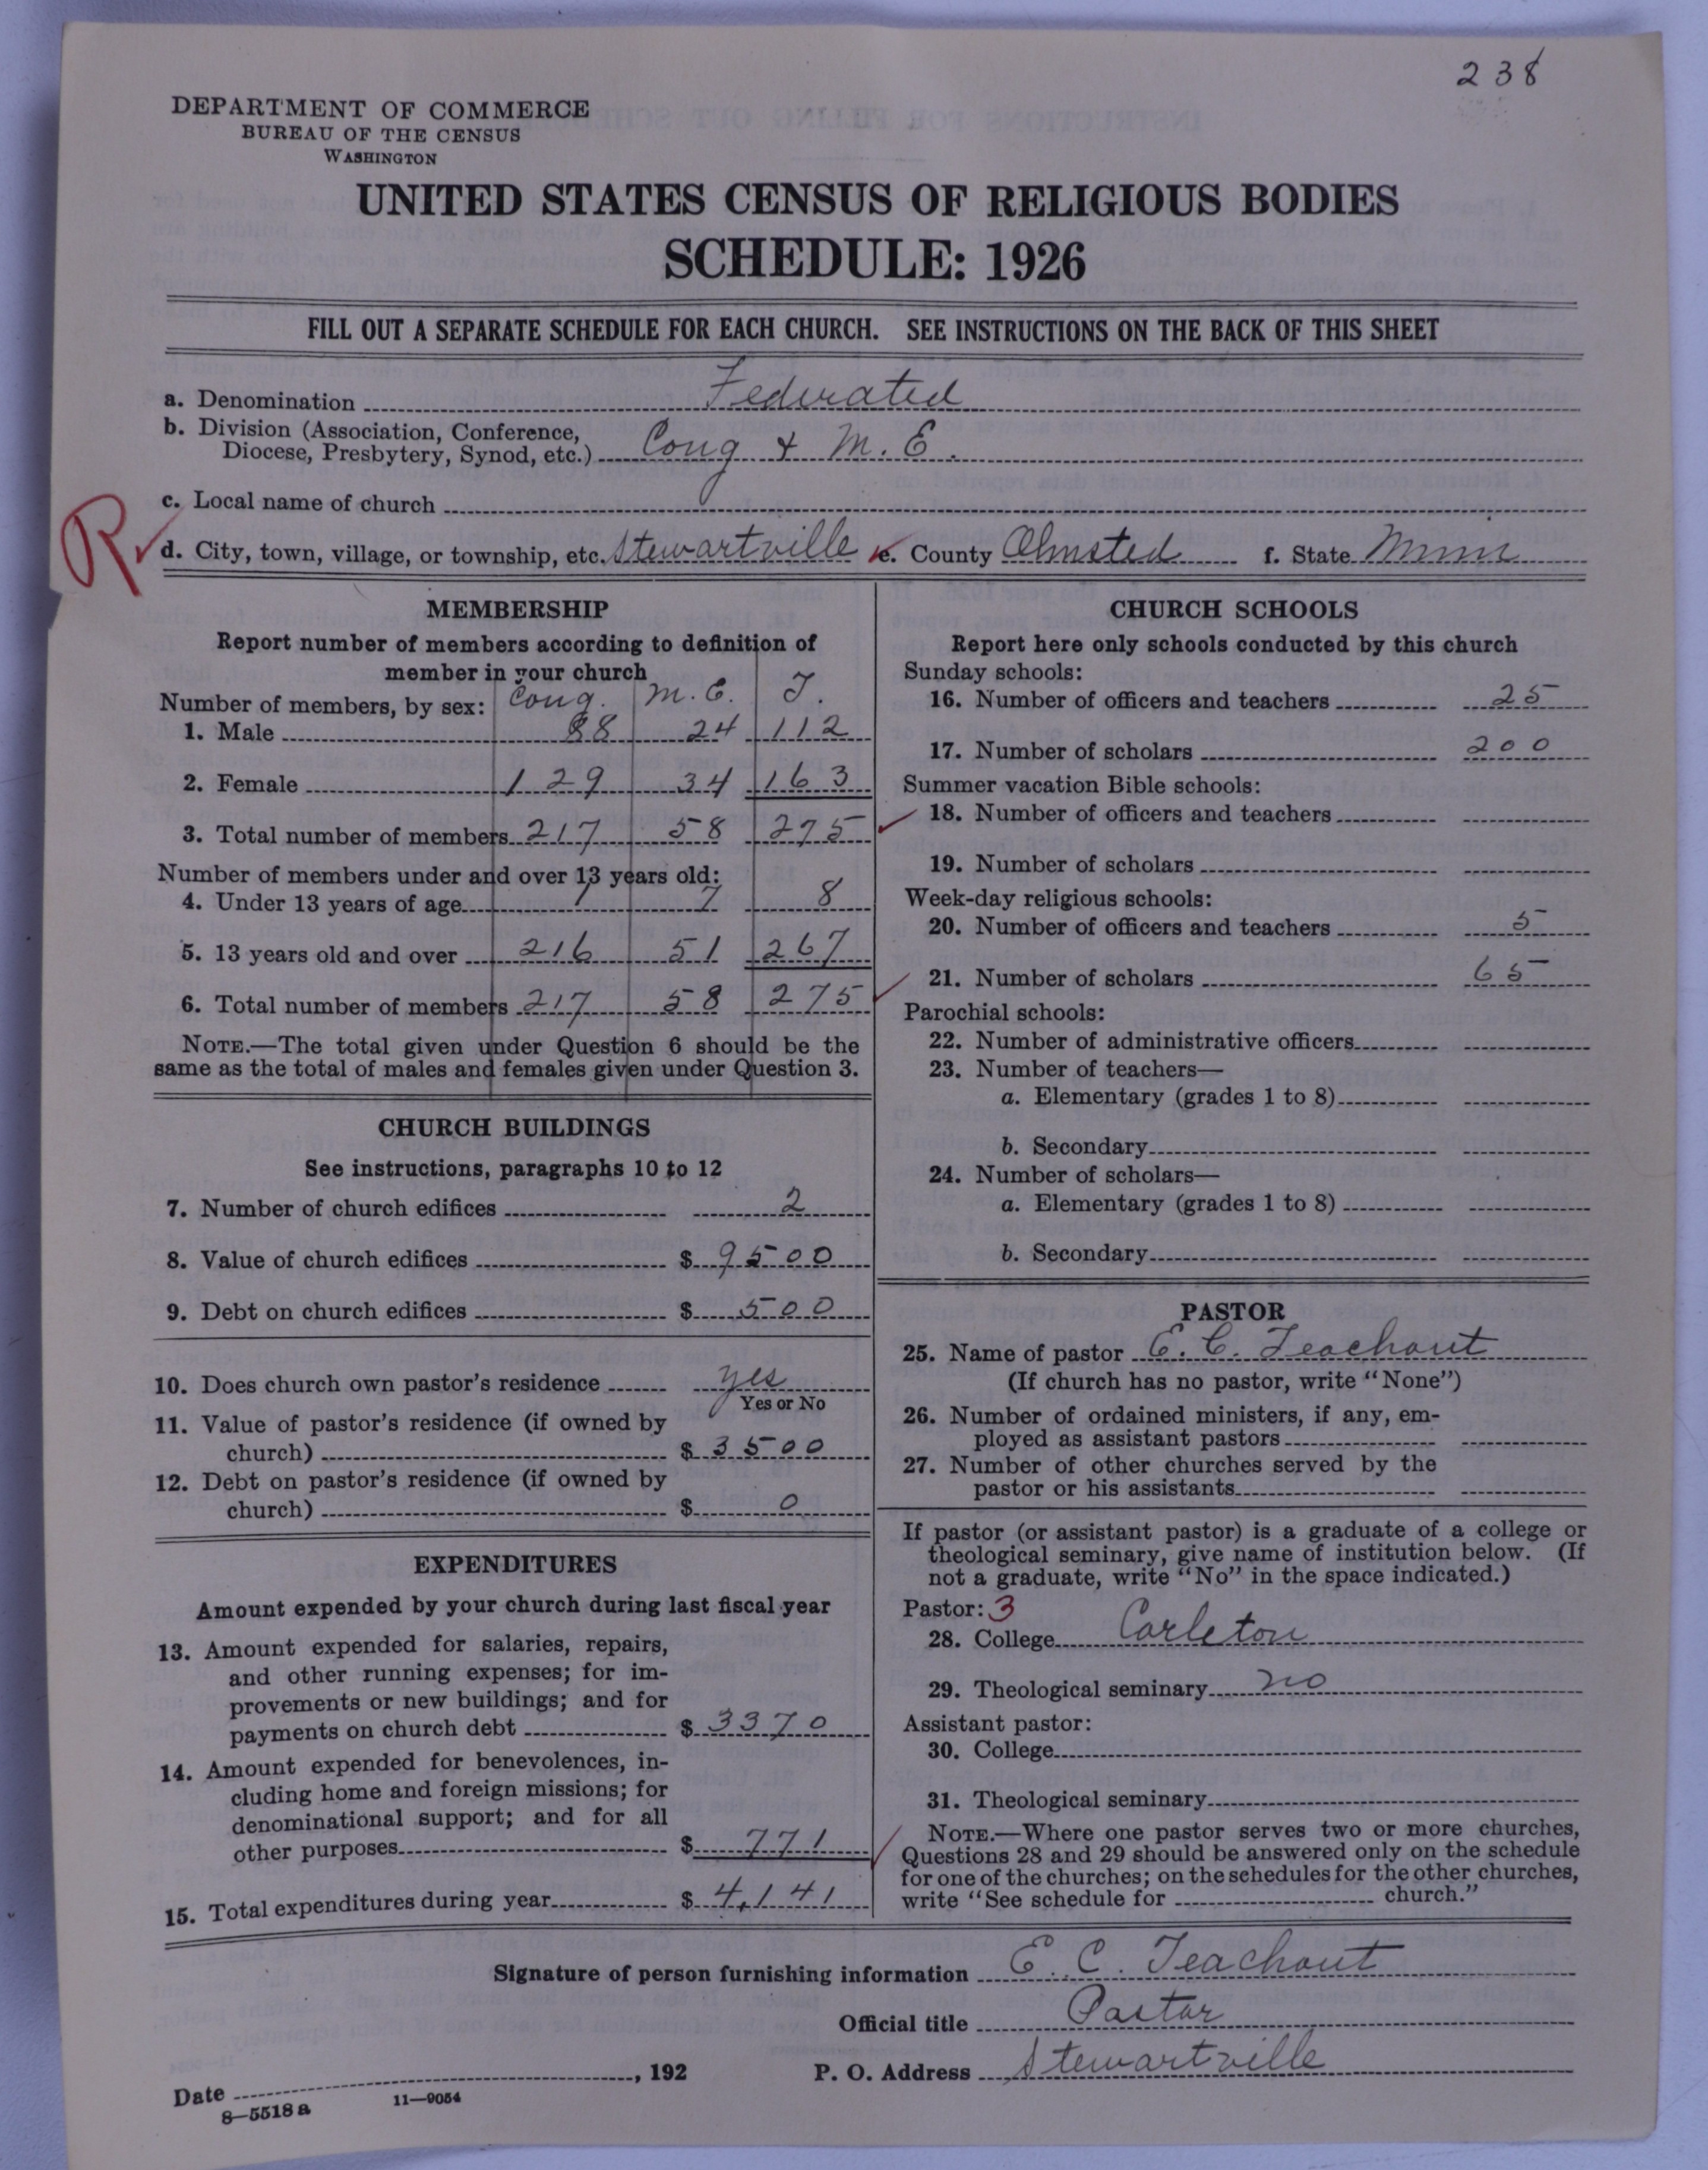 238
DEPARTMENT OF COMMERCE
BUREAU OF THE CENSUS
WASHINGTON
UNITED STATES CENSUS OF RELIGIOUS BODIES
SCHEDULE: 1926
FILL OUT A SEPARATE SCHEDULE FOR EACH CHURCH. SEE INSTRUCTIONS ON THE BACK OF THIS SHEET
a. Denomination Federated
b. Division (Association, Conference,
Diocese, Presbytery, Synod, etc.) Cong & M. E.
c. Local name of church
R
d. City, town, village, or township, etc. Stewartville e. County Olmsted f. State Minn
MEMBERSHIP
Report number of members according to definition of
member in your church
Number of members, by sex: Cong. M. E. T.
1. Male 88 24 112
2. Female 129 34 163
3. Total number of members 217 58 275
Number of members under and over 13 years old:
4. Under 13 years of age 1 7 8
5. 13 years old and over 216 51 267
6. Total number of members 217 58 275
NOTE.—The total given under Question 6 should be the
same as the total of males and females given under Question 3.
CHURCH BUILDINGS
See instructions, paragraphs 10 to 12
7. Number of church edifices 2
8. Value of church edifices $ 9500
9. Debt on church edifices $ 500
10. Does church own pastor's residence yes
Yes or No
11. Value of pastor's residence (if owned by
church) $ 3500
12. Debt on pastor's residence (if owned by
church) $ 0
EXPENDITURES
Amount expended by your church during last fiscal year
13. Amount expended for salaries, repairs,
and other running expenses; for im-
provements or new buildings; and for
payments on church debt $ 3370
14. Amount expended for benevolences, in-
cluding home and foreign missions; for
denominational support; and for all
other purposes $ 771
15. Total expenditures during year $ 4,141
CHURCH SCHOOLS
Report here only schools conducted by this church
Sunday schools:
16. Number of officers and teachers 25
17. Number of scholars 200
Summer vacation Bible schools:
18. Number of officers and teachers
19. Number of scholars
Week-day religious schools:
20. Number of officers and teachers 5
21. Number of scholars 65
Parochial schools:
22. Number of administrative officers
23. Number of teachers—
a. Elementary (grades 1 to 8)
b. Secondary
24. Number of scholars—
a. Elementary (grades 1 to 8)
b. Secondary
PASTOR
25. Name of pastor E. C. Teachout
(If church has no pastor, write "None")
26. Number of ordained ministers, if any, em-
ployed as assistant pastors
27. Number of other churches served by the
pastor or his assistants
If pastor (or assistant pastor) is a graduate of a college or
theological seminary, give name of institution below. (If
not a graduate, write "No" in the space indicated.)
Pastor: 3
28. College Carleton
29. Theological seminary no
Assistant pastor:
30. College
31. Theological seminary
NOTE.—Where one pastor serves two or more churches,
Questions 28 and 29 should be answered only on the schedule
for one of the churches; on the schedules for the other churches,
write "See schedule for church."
Signature of person furnishing information E. C. Teachout
Official title Pastor
Date , 192 P. O. Address Stewartville
8—5518 a 11—9054